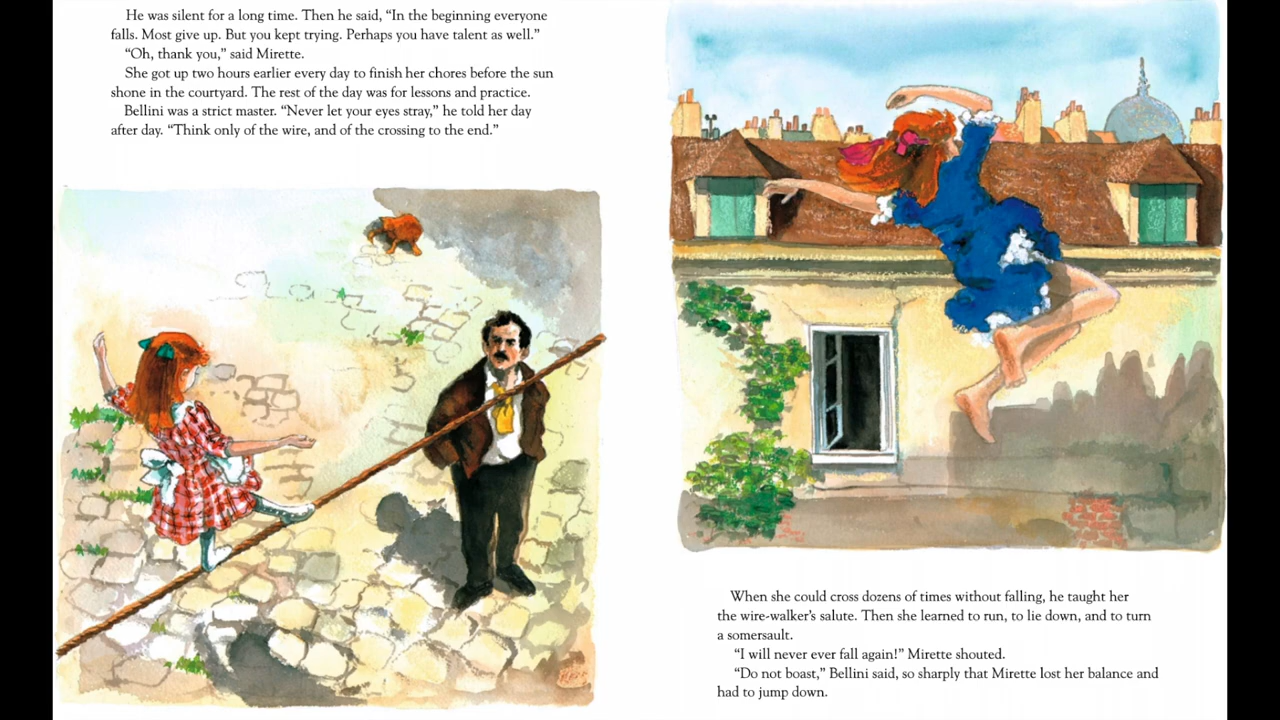 He was silent for a long time. Then he said, “In the beginning everyone
falls. Most give up. But you kept trying. Perhaps you have talent as well.”
“Oh, thank you,” said Mirette.
She got up two hours earlier every day to finish her chores before the sun
shone in the courtyard. The rest of the day was for lessons and practice.
Bellini was a strict master. “Never let your eyes stray,” he told her day
after day. “Think only of the wire, and of the crossing to the end.”
When she could cross dozens of times without falling, he taught her
the wire-walker’s salute. Then she learned to run, to lie down, and to turn
a somersault.
“I will never ever fall again!” Mirette shouted.
“Do not boast,” Bellini said, so sharply that Mirette lost her balance and
had to jump down.